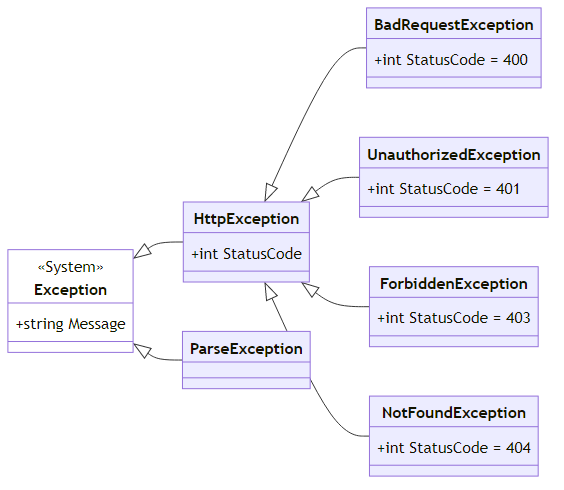 BadRequestException
+int StatusCode = 400
UnauthorizedException
+int StatusCode = 401
HttpException
+int StatusCode
«System»
Exception
+string Message
ForbiddenException
+int StatusCode = 403
ParseException
NotFoundException
+int StatusCode = 404